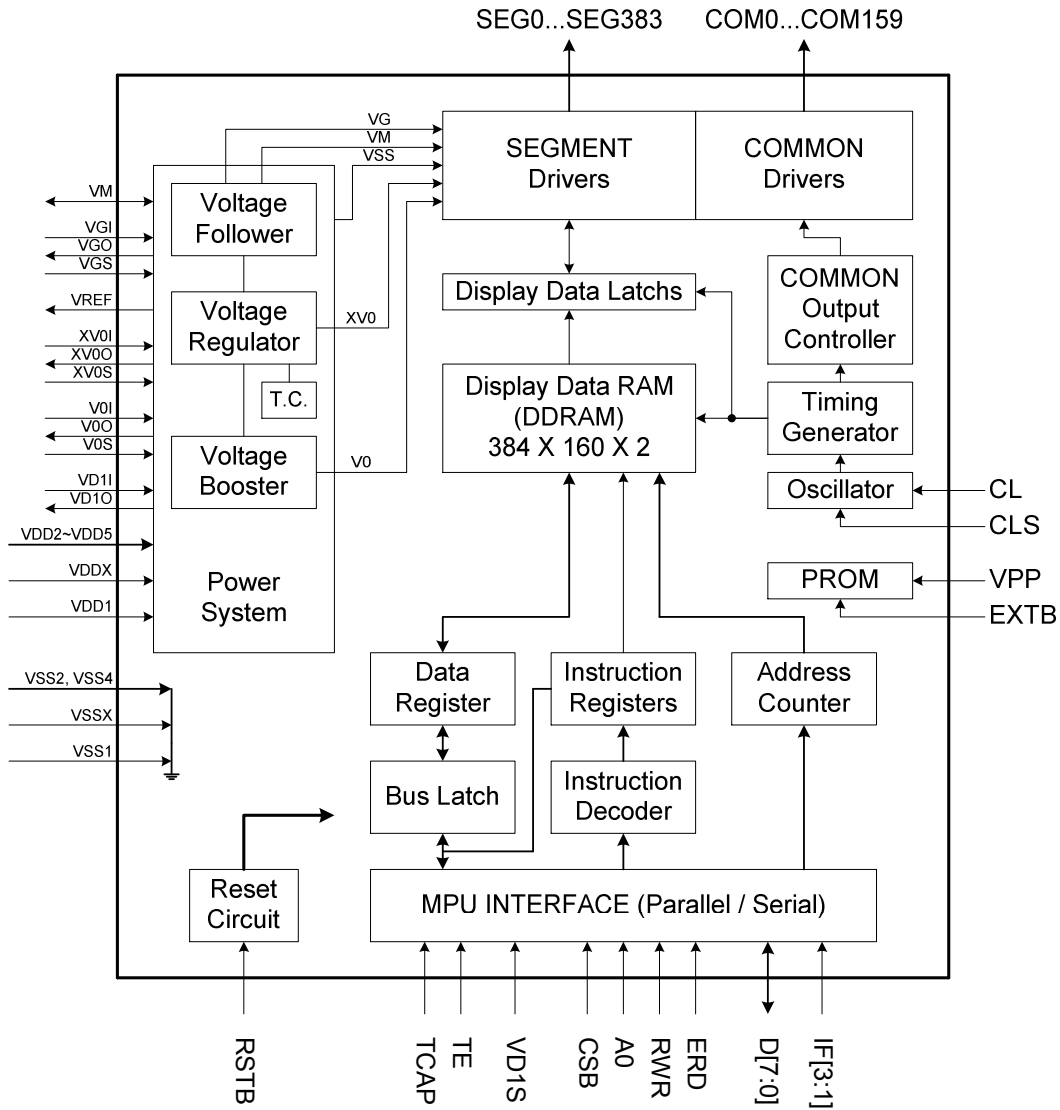 SEG0...SEG383
COM0...COM159
VG
VM
VSS
SEGMENT
Drivers
COMMON
Drivers
VM
VGI
VGO
VGS
VREF
XV0I
XV0O
XV0S
V0I
V0O
V0S
VD1I
VD1O
VDD2~VDD5
VDDX
VDD1
VSS2, VSS4
VSSX
VSS1
Voltage
Follower
Voltage
Regulator
XV0
T.C.
Voltage
Booster
V0
Power
System
Display Data Latchs
COMMON
Output
Controller
Display Data RAM
(DDRAM)
384 X 160 X 2
Timing
Generator
Oscillator
CL
CLS
PROM
VPP
EXTB
Data
Register
Instruction
Registers
Address
Counter
Bus Latch
Instruction
Decoder
Reset
Circuit
MPU INTERFACE (Parallel / Serial)
RSTB
TCAP
TE
VD1S
CSB
A0
RWR
ERD
D[7:0]
IF[3:1]